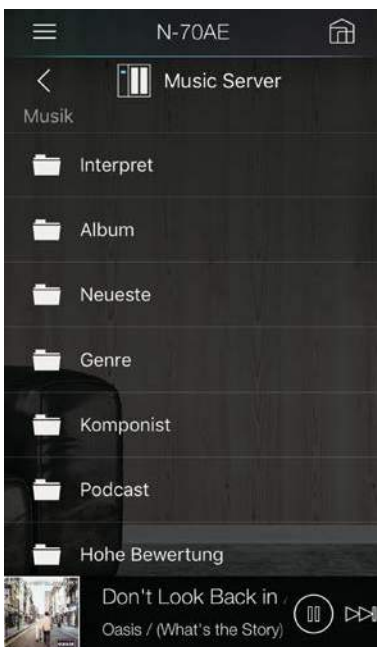 N-70AE
Music Server
Musik
Interpret
Album
Neueste
Genre
Komponist
Podcast
Hohe Bewertung
Don't Look Back in
Oasis / (What's the Story)